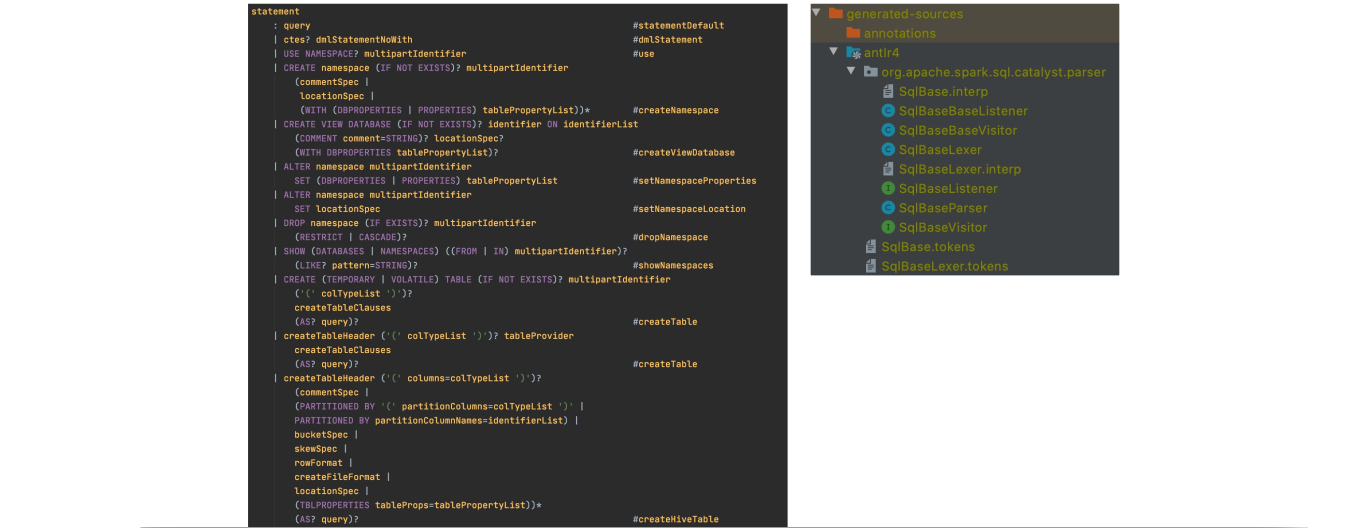 statement
: query #statementDefault
| ctes? dmlStatementNoWith #dmlStatement
| USE NAMESPACE? multipartIdentifier #use
| CREATE namespace (IF NOT EXISTS)? multipartIdentifier
(commentSpec |
locationSpec |
(WITH (DBPROPERTIES | PROPERTIES) tablePropertyList))* #createNamespace
| CREATE VIEW DATABASE (IF NOT EXISTS)? identifier ON identifierList
(COMMENT comment=STRING)? locationSpec?
(WITH DBPROPERTIES tablePropertyList)? #createViewDatabase
| ALTER namespace multipartIdentifier
SET (DBPROPERTIES | PROPERTIES) tablePropertyList #setNamespaceProperties
| ALTER namespace multipartIdentifier
SET locationSpec #setNamespaceLocation
| DROP namespace (IF EXISTS)? multipartIdentifier
(RESTRICT | CASCADE)? #dropNamespace
| SHOW (DATABASES | NAMESPACES) ((FROM | IN) multipartIdentifier)?
(LIKE? pattern=STRING)? #showNamespaces
| CREATE (TEMPORARY | VOLATILE) TABLE (IF NOT EXISTS)? multipartIdentifier
('(' colTypeList ')')?
createTableClauses
(AS? query)? #createTable
| createTableHeader ('(' colTypeList ')')? tableProvider
createTableClauses
(AS? query)? #createTable
| createTableHeader ('(' columns=colTypeList ')')?
(commentSpec |
(PARTITIONED BY '(' partitionColumns=colTypeList ')' |
PARTITIONED BY partitionColumnNames=identifierList) |
bucketSpec |
skewSpec |
rowFormat |
createFileFormat |
locationSpec |
(TBLPROPERTIES tableProps=tablePropertyList))*
(AS? query)? #createHiveTable
generated-sources
annotations
antlr4
org.apache.spark.sql.catalyst.parser
SqlBase.interp
SqlBaseBaseListener
SqlBaseBaseVisitor
SqlBaseLexer
SqlBaseLexer.interp
SqlBaseListener
SqlBaseParser
SqlBaseVisitor
SqlBase.tokens
SqlBaseLexer.tokens